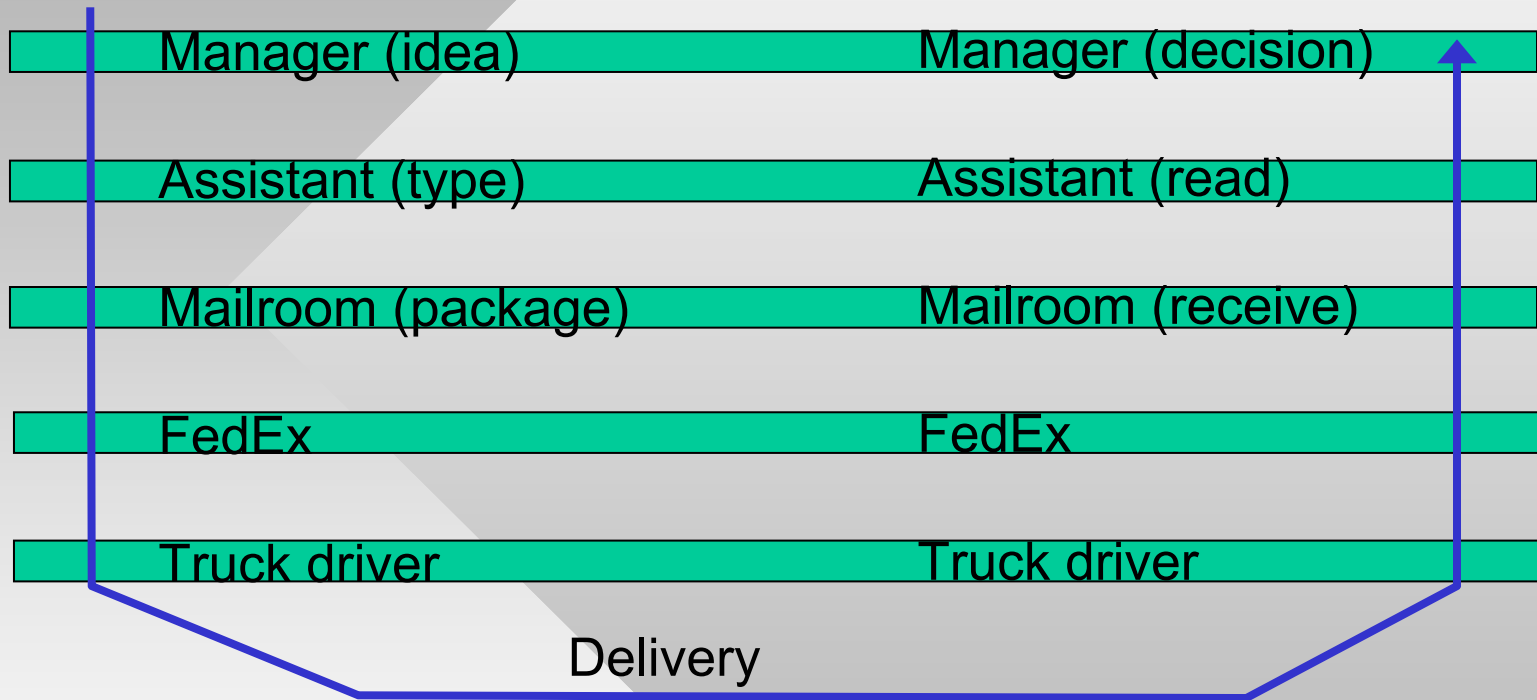 Manager (idea) Manager (decision)
Assistant (type) Assistant (read)
Mailroom (package) Mailroom (receive)
FedEx FedEx
Truck driver Truck driver
Delivery